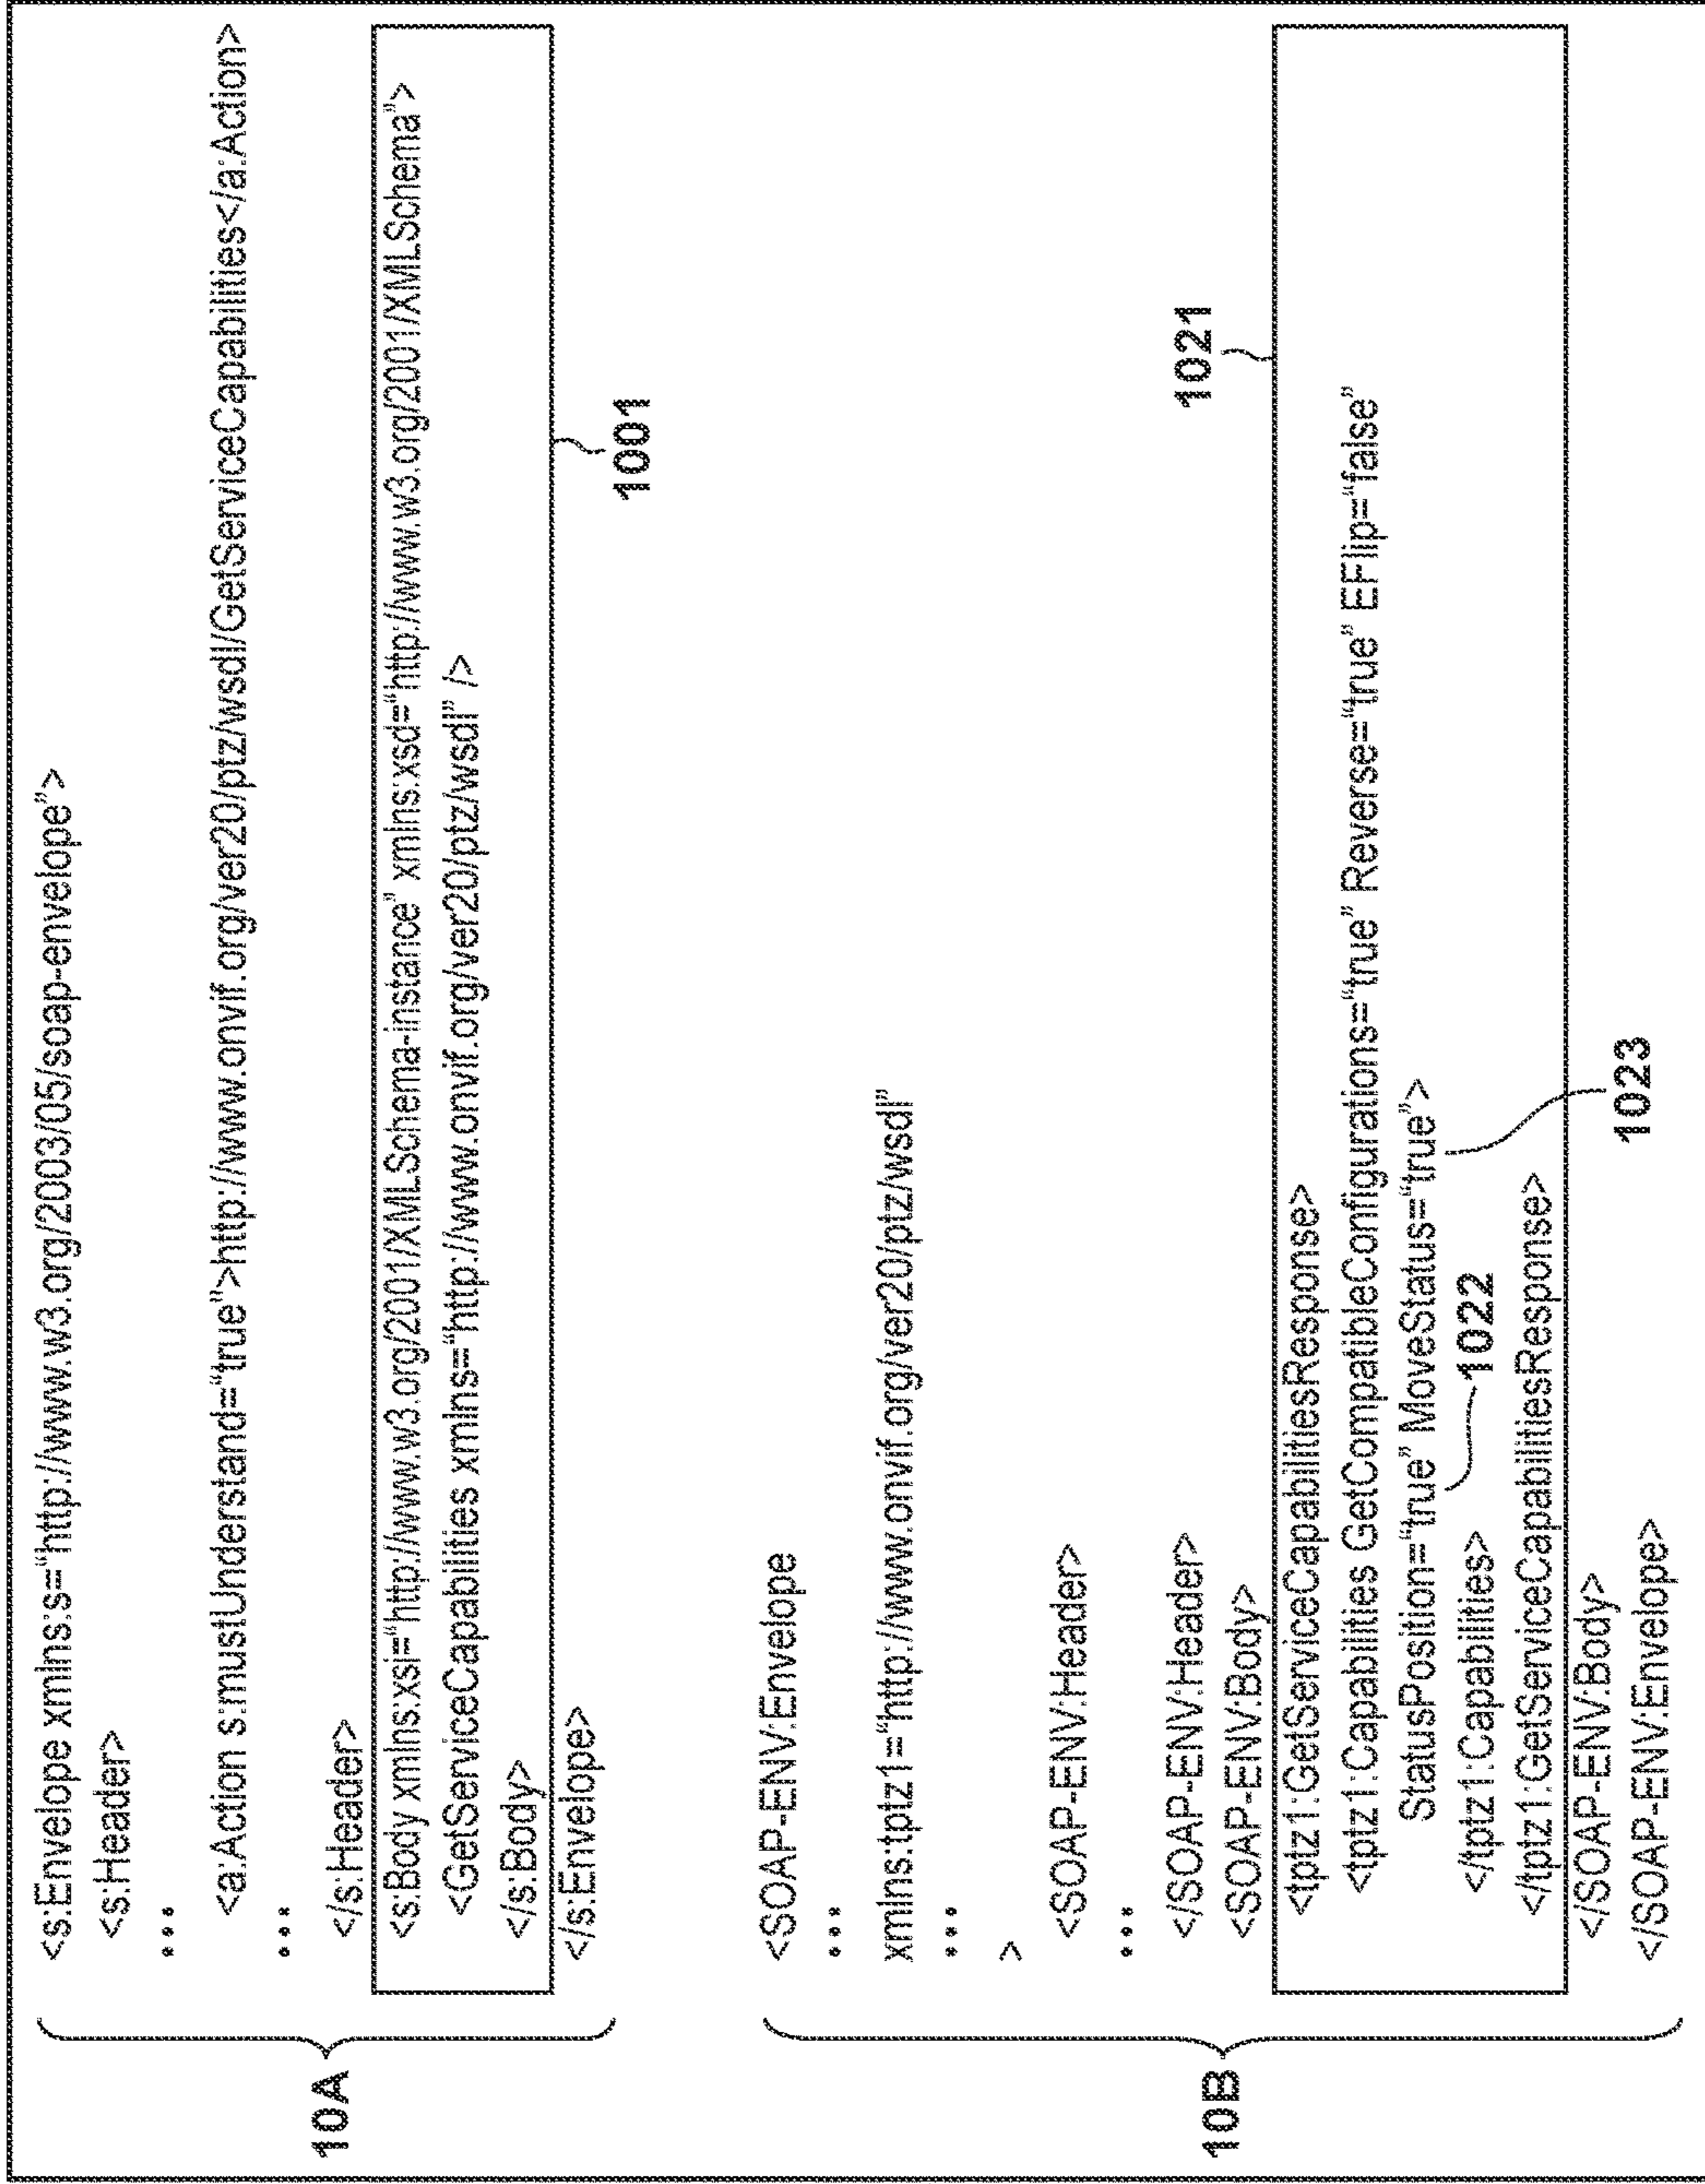 10A
<s:Envelope xmlns:s=“http://www.w3.org/2003/05/soap-envelope”>
<s:Header>
...
<a:Action s:mustUnderstand=“true”>http://www.onvif.org/ver20/ptz/wsdl/GetServiceCapabilities</a:Action>
...
</s:Header>
<s:Body xmlns:xsi=“http://www.w3.org/2001/XMLSchema-instance” xmlns:xsd=“http://www.w3.org/2001/XMLSchema”>
<GetServiceCapabilities xmlns=“http://www.onvif.org/ver20/ptz/wsdl” />
</s:Body>
</s:Envelope>
1001
10B
<SOAP-ENV:Envelope
...
xmlns:tptz1=“http://www.onvif.org/ver20/ptz/wsdl”
...
>
<SOAP-ENV:Header>
...
</SOAP-ENV:Header>
<SOAP-ENV:Body>
1021
<tptz1:GetServiceCapabilitiesResponse>
<tptz1:Capabilities GetCompatibleConfigurations=“true” Reverse=“true” EFlip=“false”
StatusPosition=“true” MoveStatus=“true”>
</tptz1:Capabilities>
1022
</tptz1:GetServiceCapabilitiesResponse>
1023
</SOAP-ENV:Body>
</SOAP-ENV:Envelope>